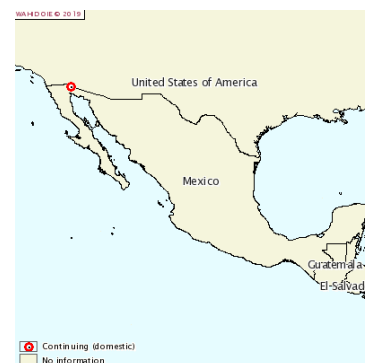 WAHID(OIE © 2019
United States of America
Mexico
Guatemala
El-Salvad
Continuing (domestic)
No information